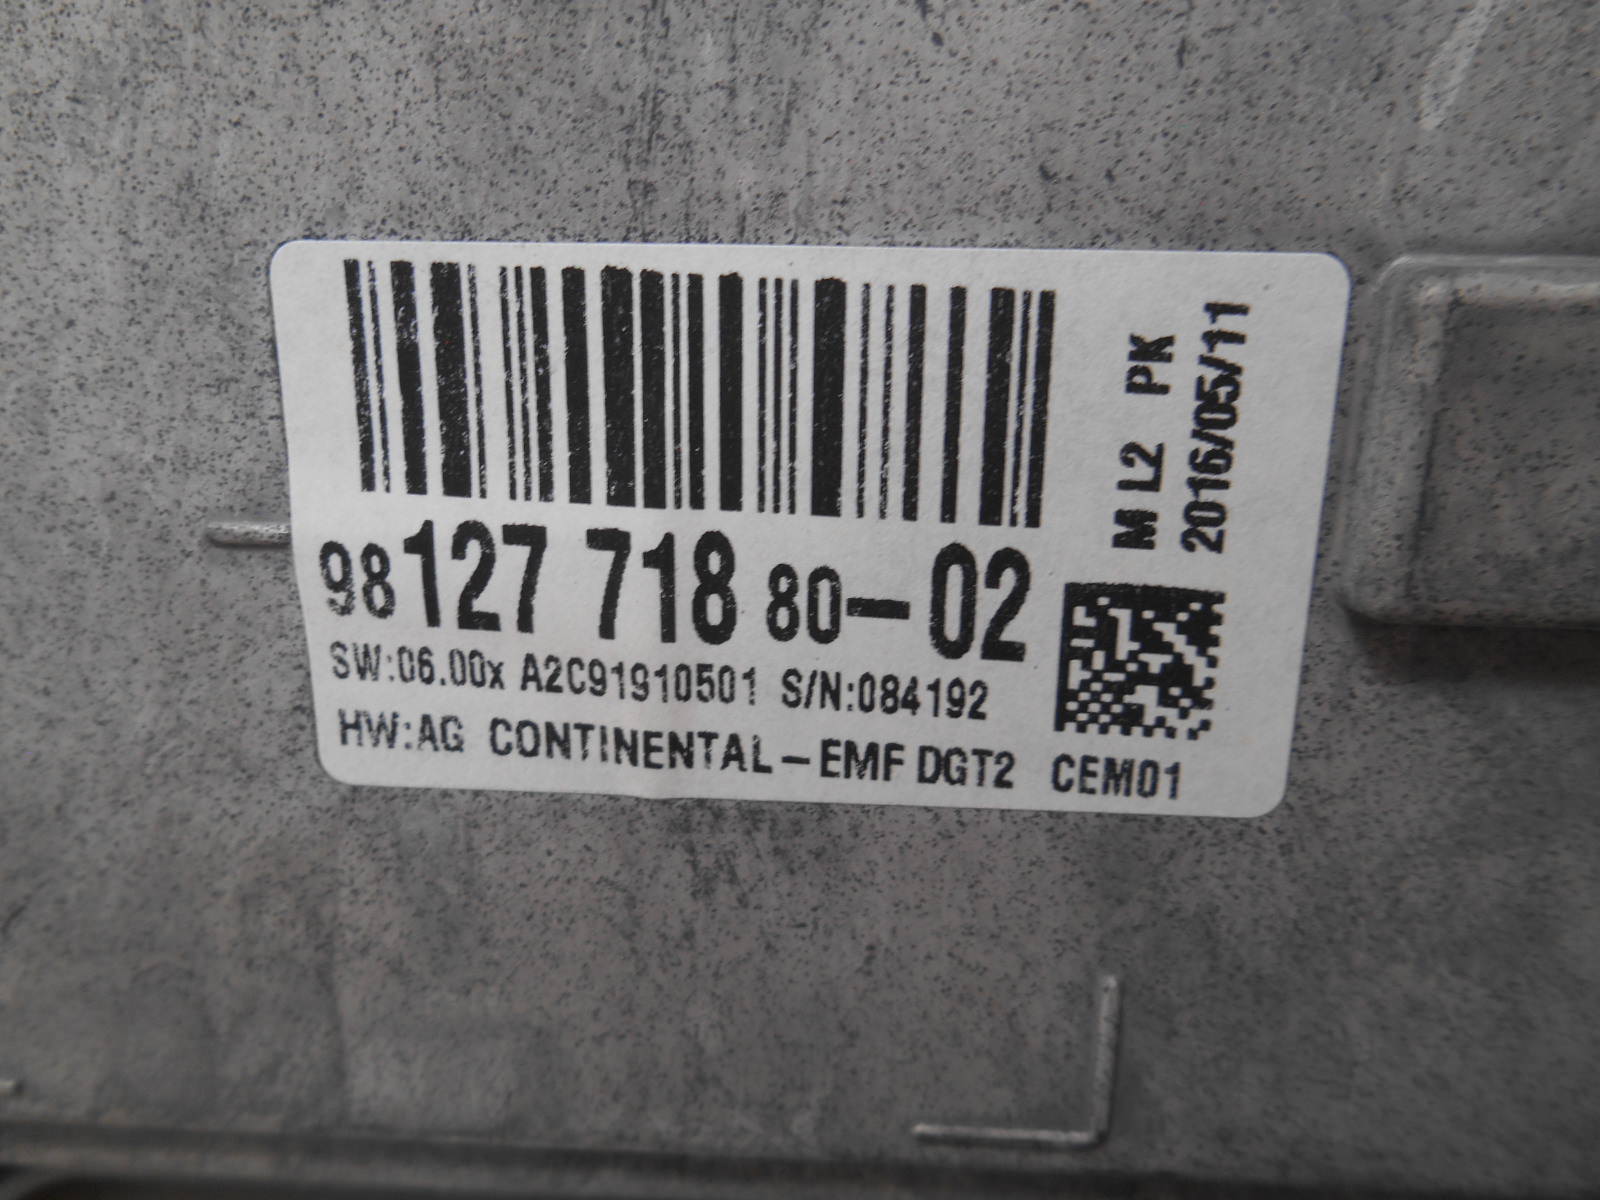 98 127 718 80-02
SW:06.00x A2C91910501 S/N:084192
HW:AG CONTINENTAL-EMF DGT2 CEM01
M L2 PK
2016/05/11